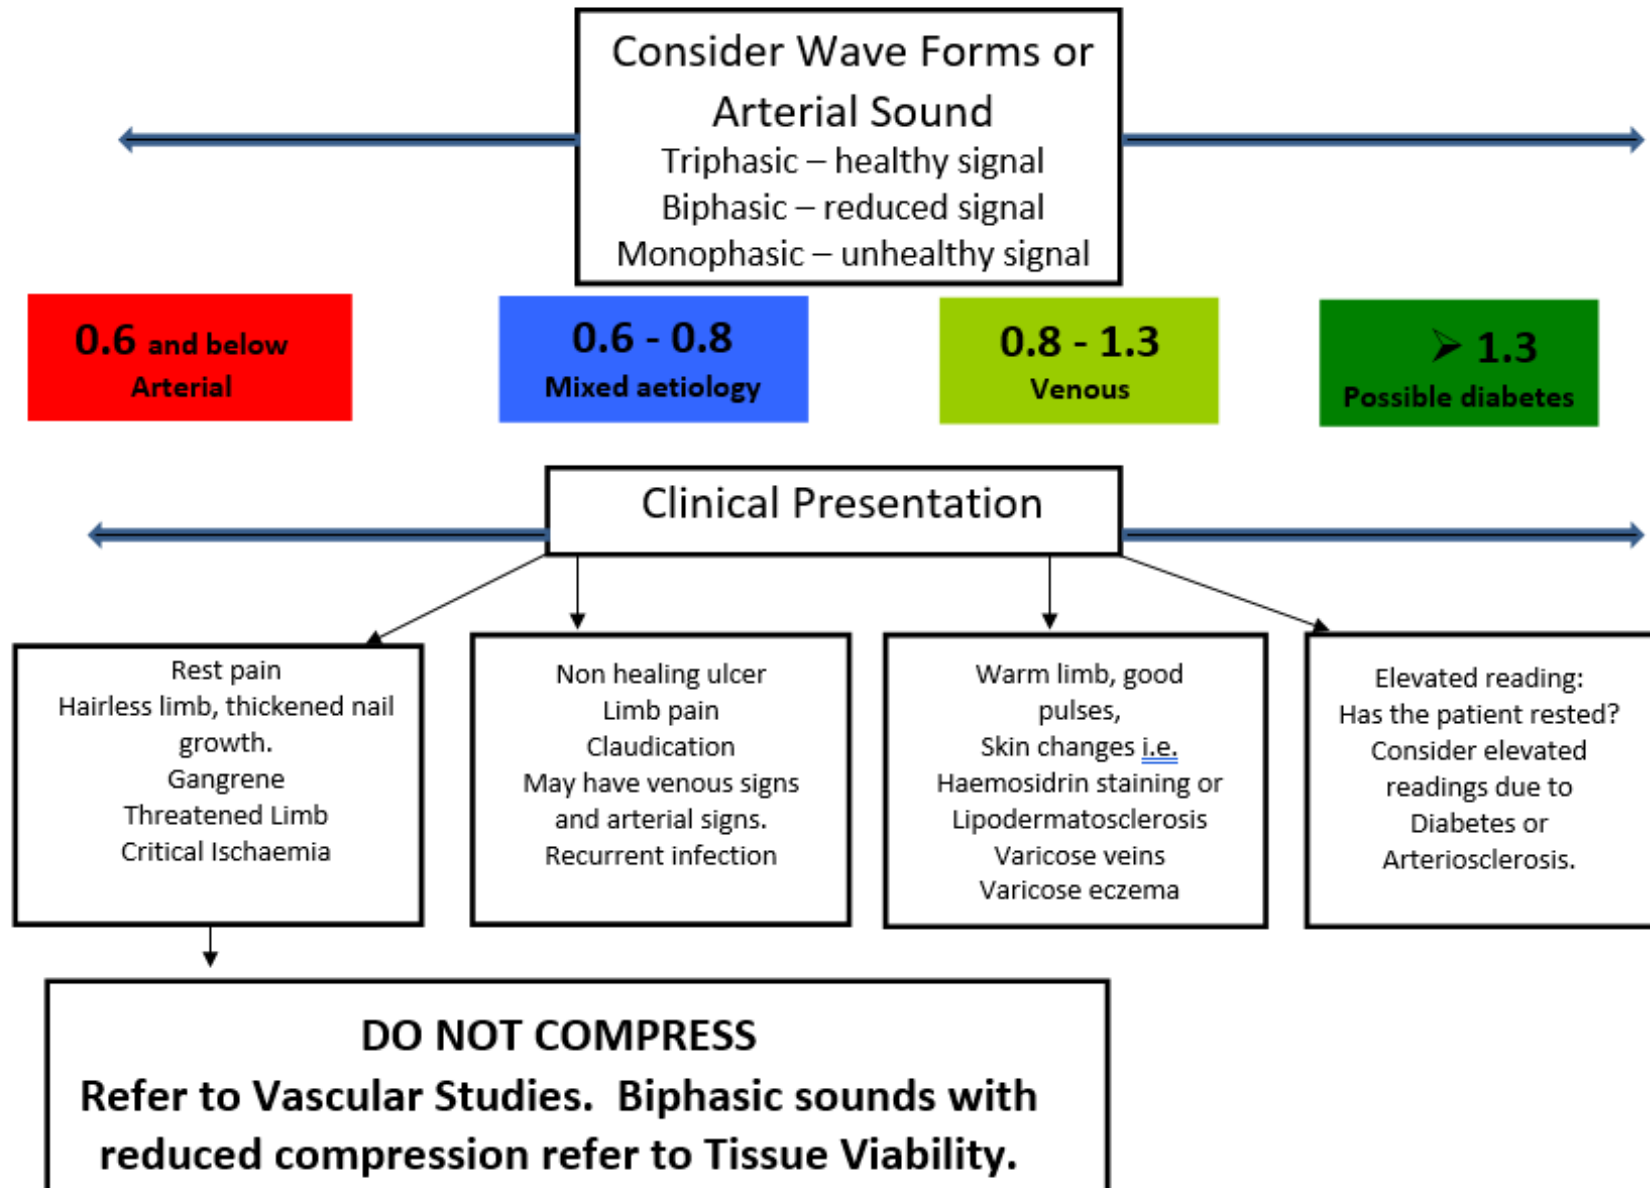 Consider Wave Forms or
Arterial Sound
Triphasic – healthy signal
Biphasic – reduced signal
Monophasic – unhealthy signal
0.6 and below
Arterial
0.6 - 0.8
Mixed aetiology
0.8 - 1.3
Venous
➢ 1.3
Possible diabetes
Clinical Presentation
Rest pain
Hairless limb, thickened nail
growth.
Gangrene
Threatened Limb
Critical Ischaemia
Non healing ulcer
Limb pain
Claudication
May have venous signs
and arterial signs.
Recurrent infection
Warm limb, good
pulses,
Skin changes i.e.
Haemosidrin staining or
Lipodermatosclerosis
Varicose veins
Varicose eczema
Elevated reading:
Has the patient rested?
Consider elevated
readings due to
Diabetes or
Arteriosclerosis.
DO NOT COMPRESS
Refer to Vascular Studies.  Biphasic sounds with
reduced compression refer to Tissue Viability.